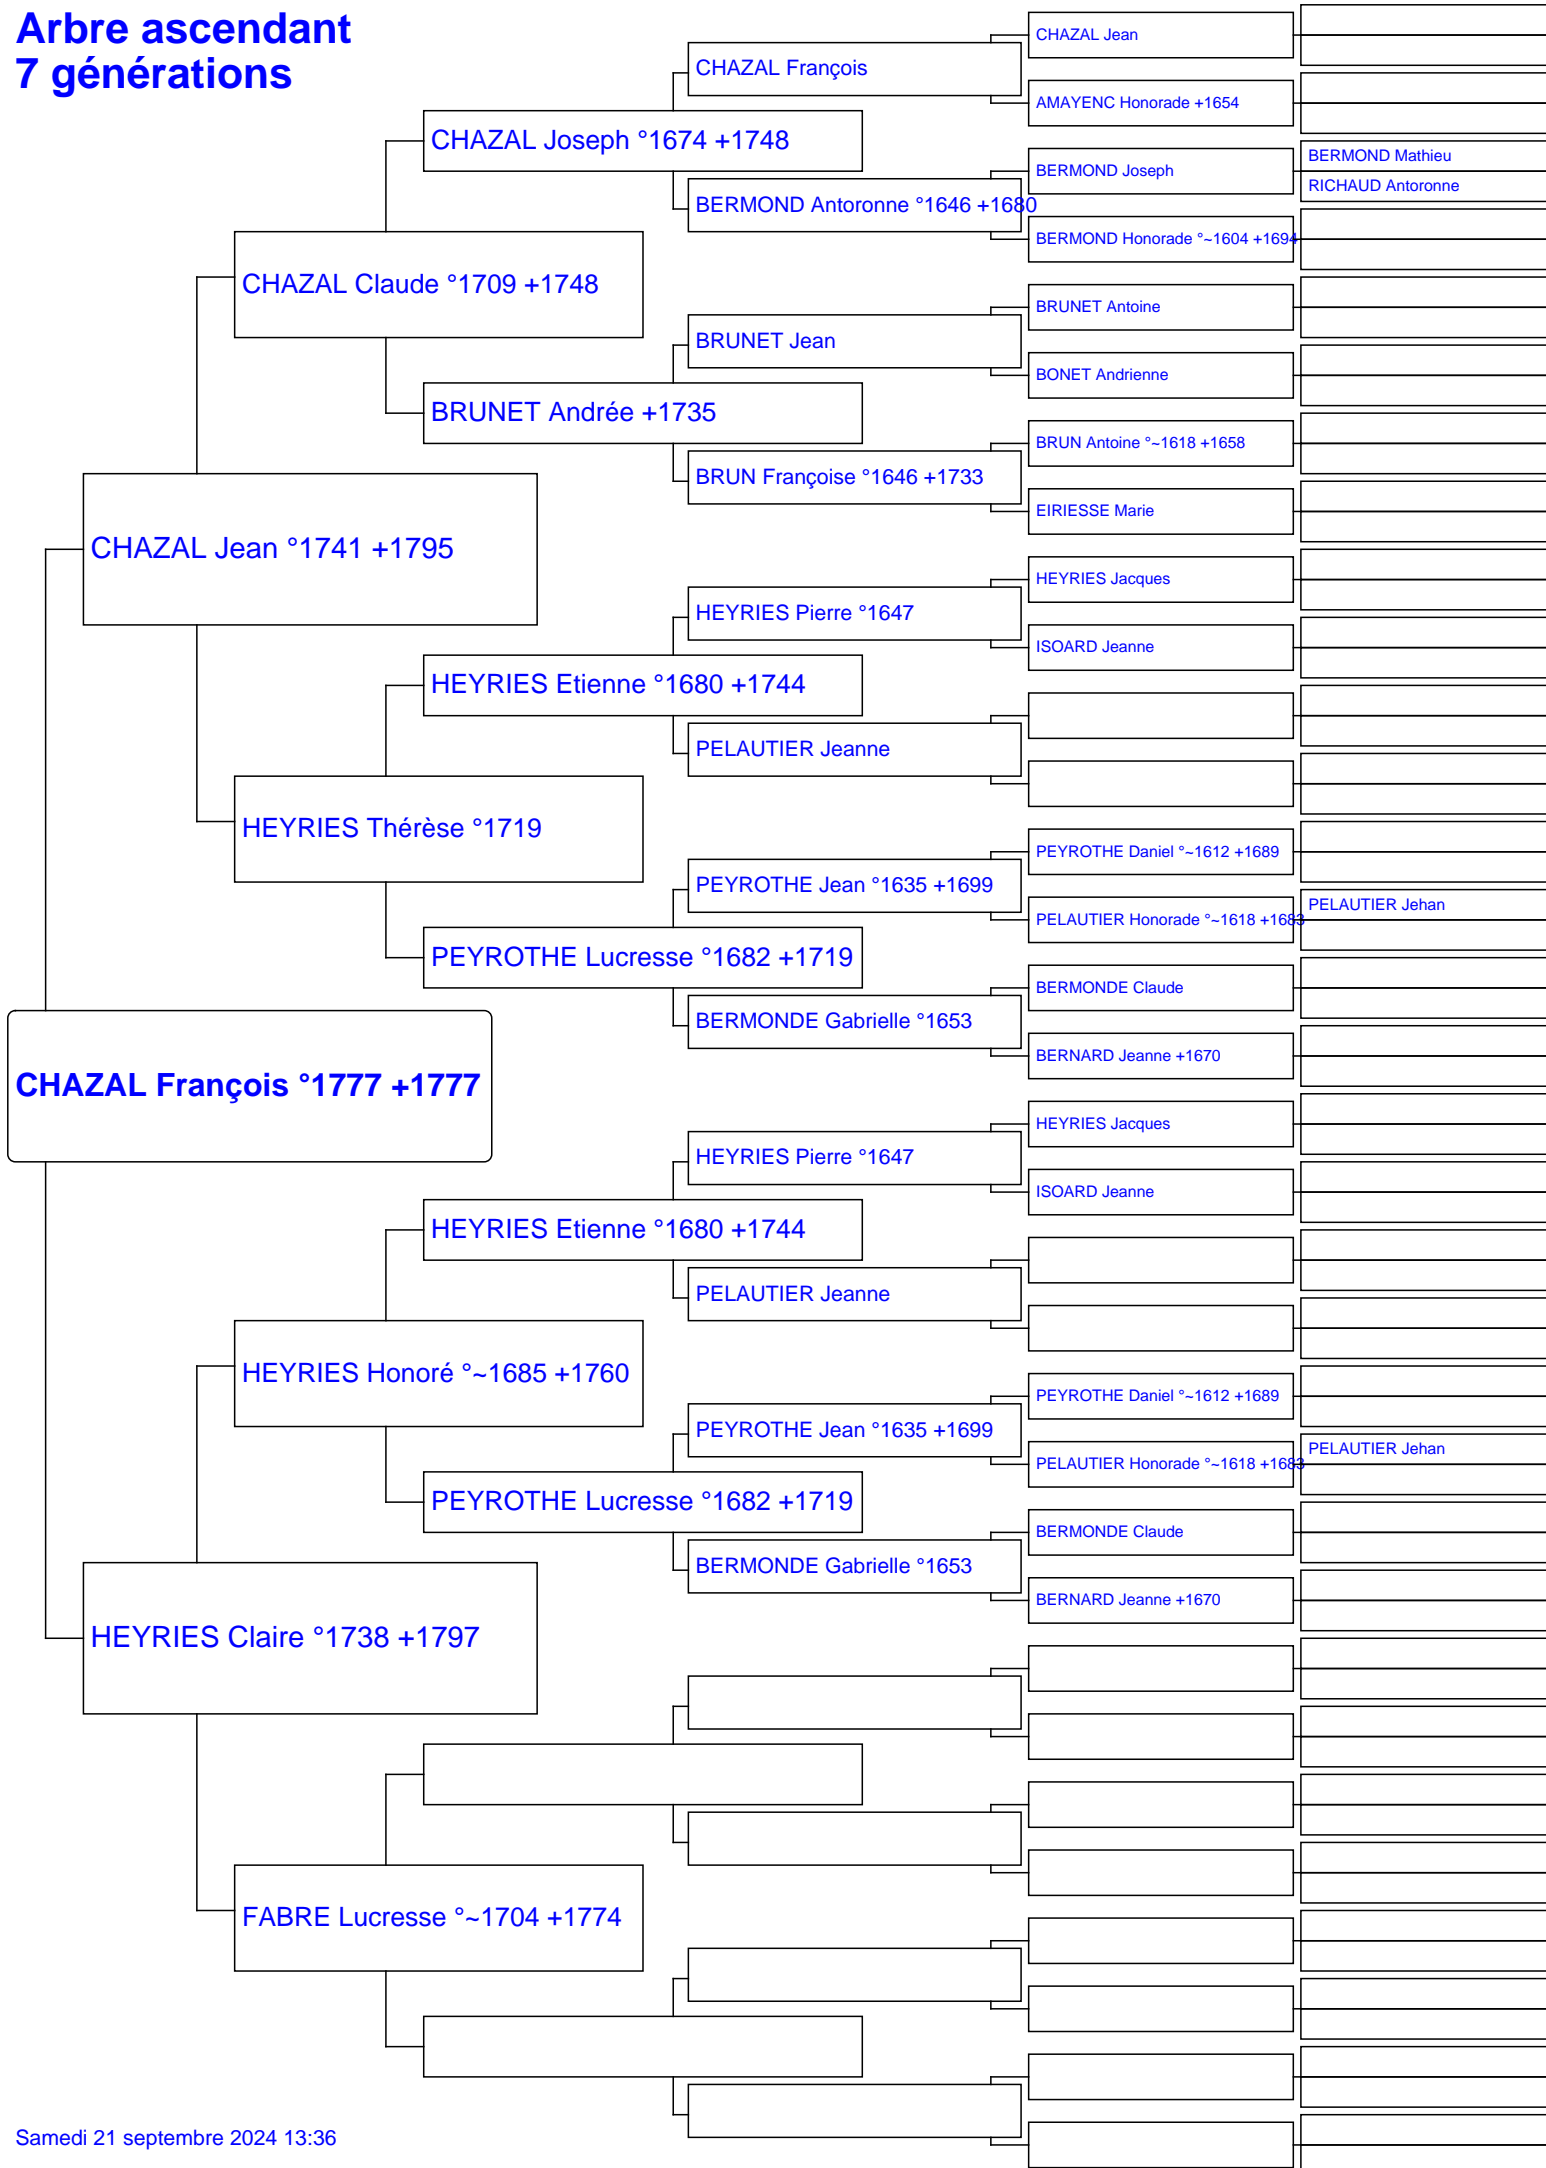 Arbre ascendant
7 générations
CHAZAL Jean
CHAZAL François
AMAYENC Honorade +1654
CHAZAL Joseph °1674 +1748
BERMOND Mathieu
BERMOND Joseph
RICHAUD Antoronne
BERMOND Antoronne °1646 +1680
BERMOND Honorade °~1604 +1694
CHAZAL Claude °1709 +1748
BRUNET Antoine
BRUNET Jean
BONET Andrienne
BRUNET Andrée +1735
BRUN Antoine °~1618 +1658
BRUN Françoise °1646 +1733
EIRIESSE Marie
CHAZAL Jean °1741 +1795
HEYRIES Jacques
HEYRIES Pierre °1647
ISOARD Jeanne
HEYRIES Etienne °1680 +1744
PELAUTIER Jeanne
HEYRIES Thérèse °1719
PEYROTHE Daniel °~1612 +1689
PEYROTHE Jean °1635 +1699
PELAUTIER Jehan
PELAUTIER Honorade °~1618 +1683
PEYROTHE Lucresse °1682 +1719
BERMONDE Claude
BERMONDE Gabrielle °1653
BERNARD Jeanne +1670
CHAZAL François °1777 +1777
HEYRIES Jacques
HEYRIES Pierre °1647
ISOARD Jeanne
HEYRIES Etienne °1680 +1744
PELAUTIER Jeanne
HEYRIES Honoré °~1685 +1760
PEYROTHE Daniel °~1612 +1689
PEYROTHE Jean °1635 +1699
PELAUTIER Jehan
PELAUTIER Honorade °~1618 +1683
PEYROTHE Lucresse °1682 +1719
BERMONDE Claude
BERMONDE Gabrielle °1653
BERNARD Jeanne +1670
HEYRIES Claire °1738 +1797
FABRE Lucresse °~1704 +1774
Samedi 21 septembre 2024 13:36